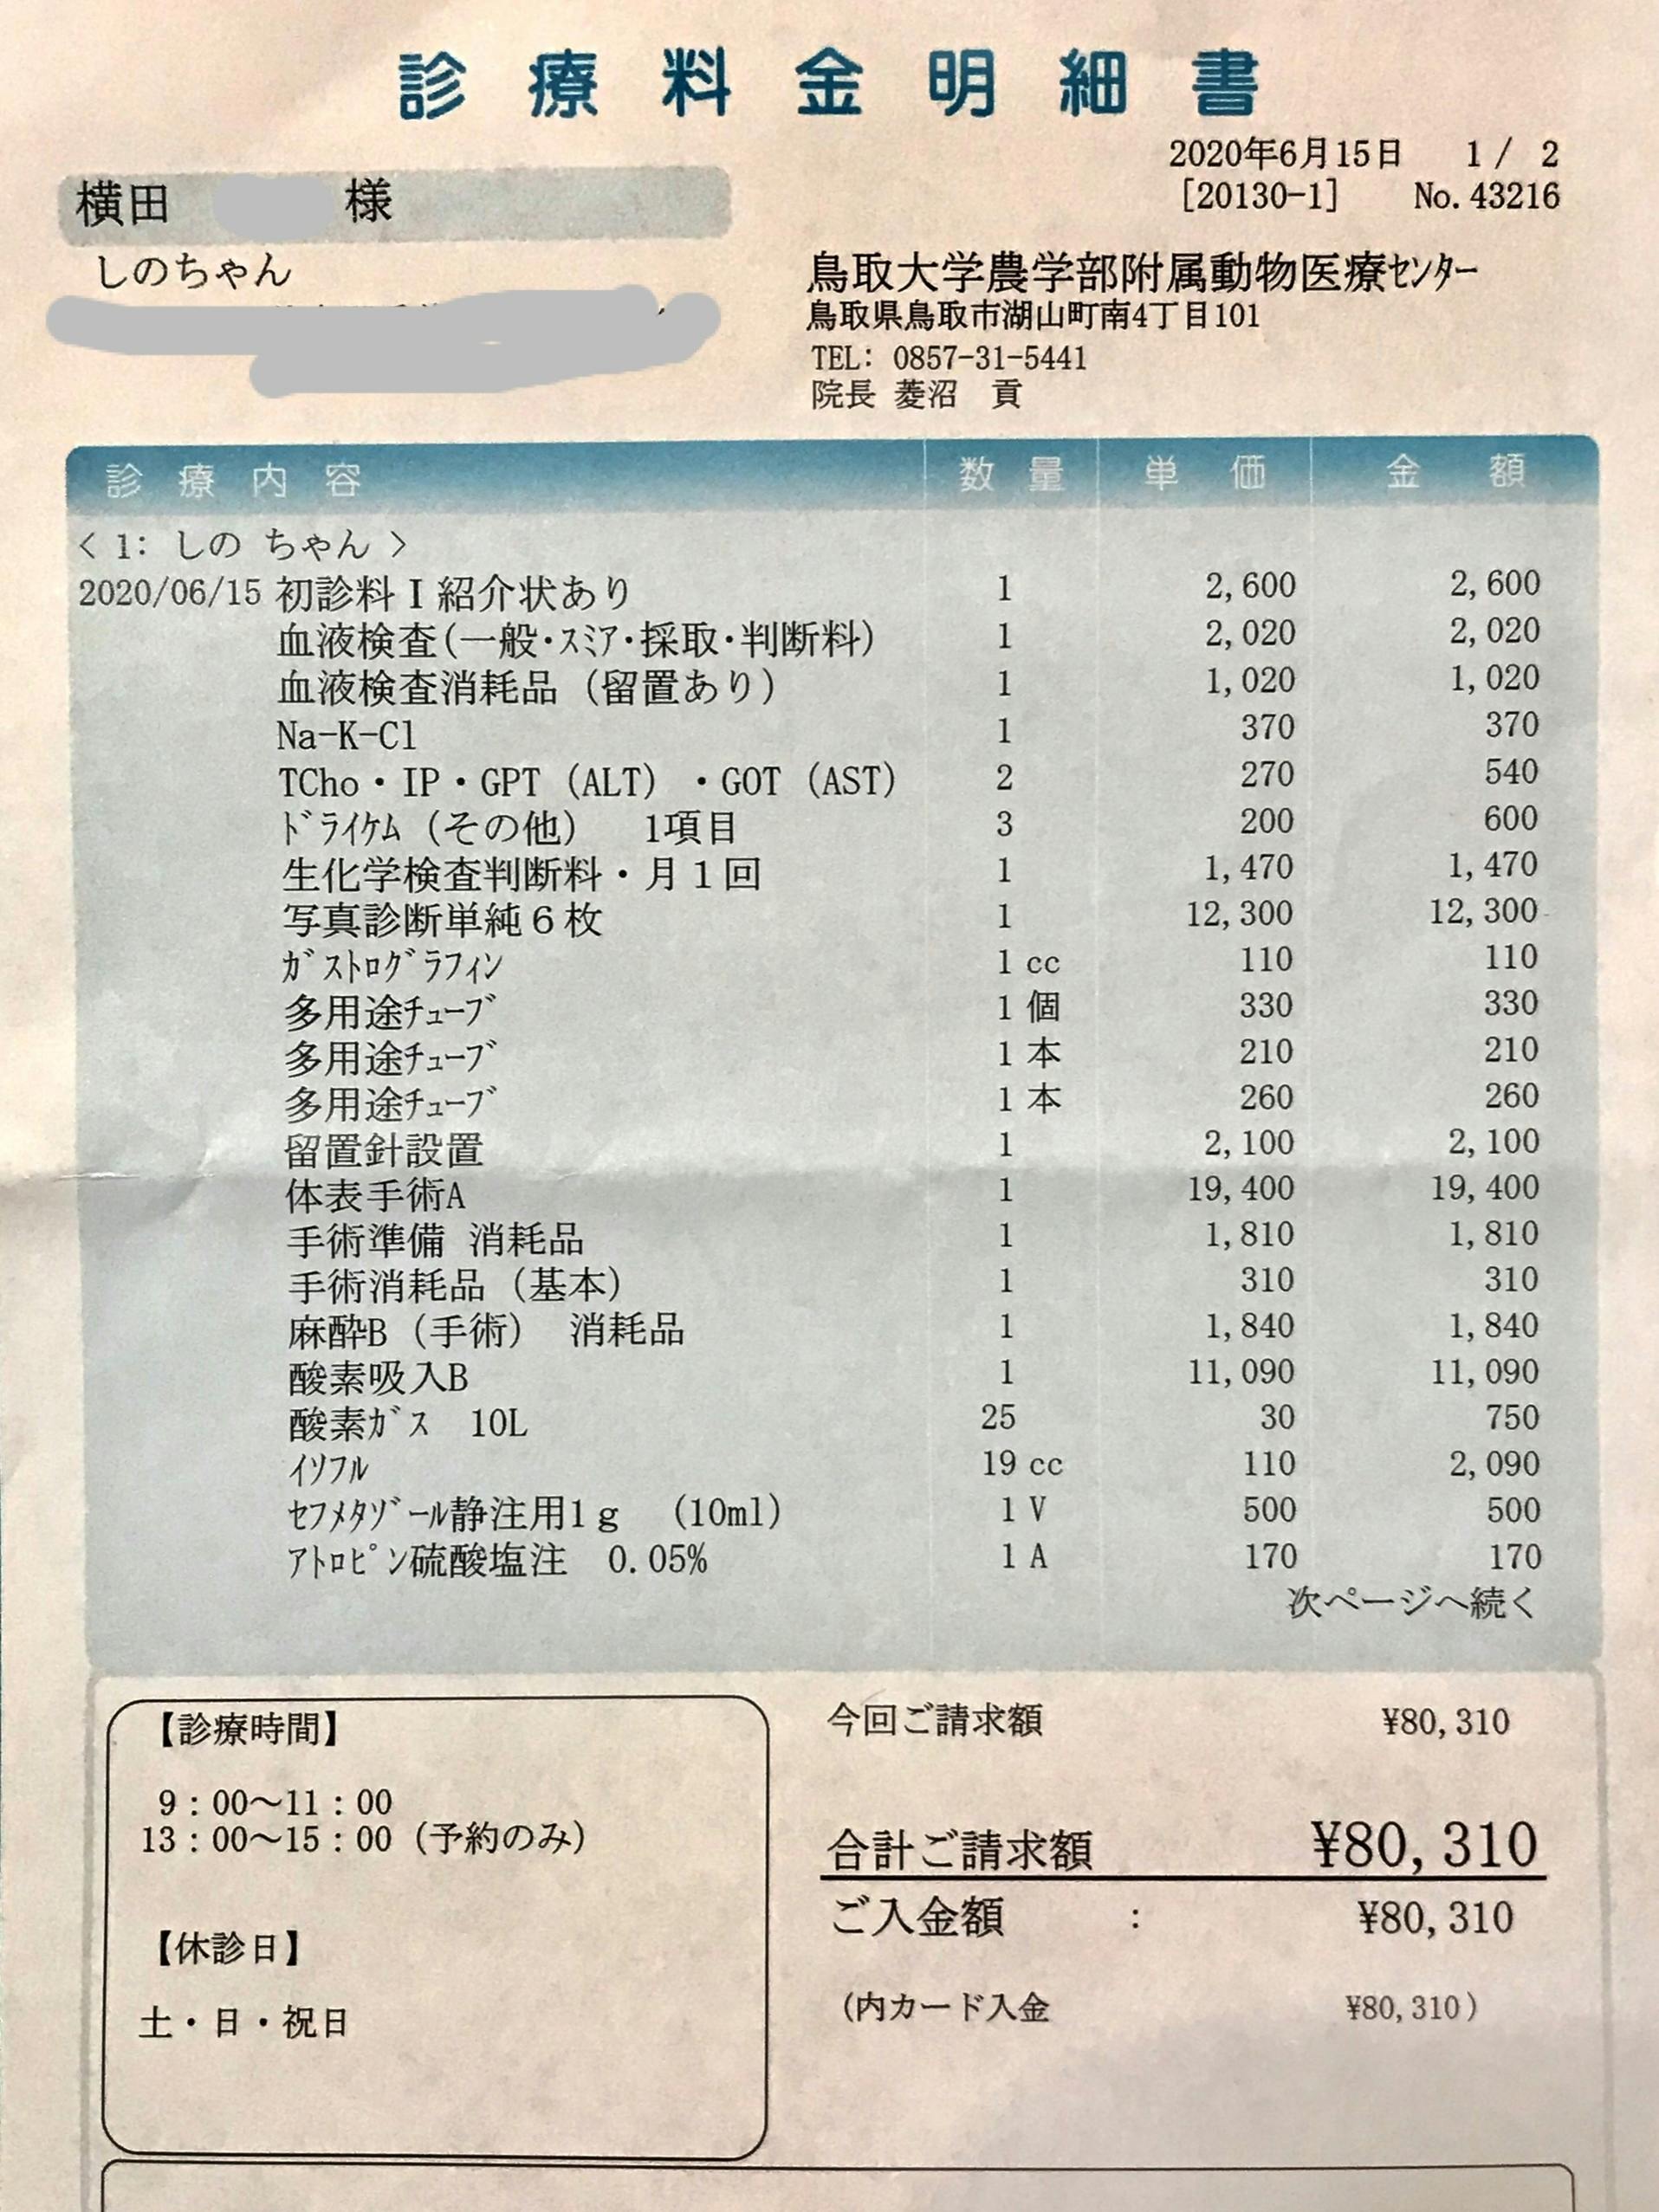 診療料金明細書
2020年6月15日 1 / 2
[20130-1] No.43216
横田 様
しのちゃん
鳥取大学農学部附属動物医療ｾﾝﾀｰ
鳥取県鳥取市湖山町南4丁目101
TEL: 0857-31-5441
院長 菱沼 貢
診療内容 数量 単価 金額
< 1: しの ちゃん >
2020/06/15 初診料Ⅰ紹介状あり 1 2,600 2,600
血液検査(一般・ｽﾐｱ・採取・判断料) 1 2,020 2,020
血液検査消耗品（留置あり） 1 1,020 1,020
Na-K-Cl 1 370 370
TCho・IP・GPT（ALT）・GOT（AST） 2 270 540
ﾄﾞﾗｲｹﾑ（その他） 1項目 3 200 600
生化学検査判断料・月１回 1 1,470 1,470
写真診断単純６枚 1 12,300 12,300
ｶﾞｽﾄﾛｸﾞﾗﾌｨﾝ 1 cc 110 110
多用途ﾁｭｰﾌﾞ 1 個 330 330
多用途ﾁｭｰﾌﾞ 1 本 210 210
多用途ﾁｭｰﾌﾞ 1 本 260 260
留置針設置 1 2,100 2,100
体表手術A 1 19,400 19,400
手術準備 消耗品 1 1,810 1,810
手術消耗品（基本） 1 310 310
麻酔B（手術） 消耗品 1 1,840 1,840
酸素吸入B 1 11,090 11,090
酸素ｶﾞｽ 10L 25 30 750
ｲｿﾌﾙ 19 cc 110 2,090
ｾﾌﾒﾀｿﾞｰﾙ静注用1ｇ （10ml） 1 V 500 500
ｱﾄﾛﾋﾟﾝ硫酸塩注 0.05% 1 A 170 170
次ページへ続く
【診療時間】
9：00〜11：00
13：00〜15：00（予約のみ）
【休診日】
土・日・祝日
今回ご請求額 ¥80,310
合計ご請求額 ¥80,310
ご入金額 : ¥80,310
（内カード入金 ¥80,310）